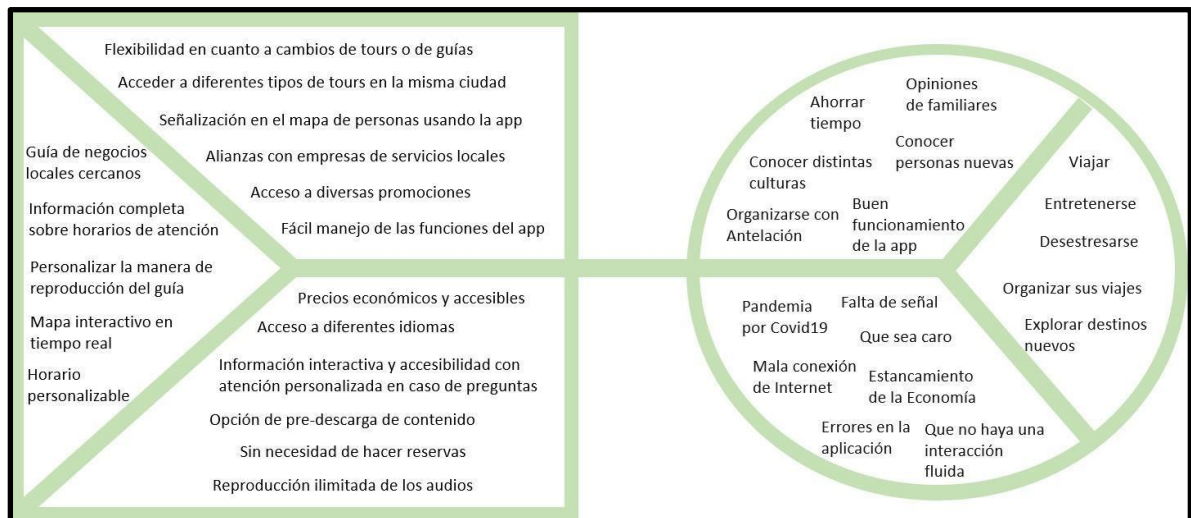 Flexibilidad en cuanto a cambios de tours o de guías
Acceder a diferentes tipos de tours en la misma ciudad
Señalización en el mapa de personas usando la app
Alianzas con empresas de servicios locales
Acceso a diversas promociones
Fácil manejo de las funciones del app
Guía de negocios
locales cercanos
Información completa
sobre horarios de atención
Personalizar la manera de
reproducción del guía
Mapa interactivo en
tiempo real
Horario
personalizable
Precios económicos y accesibles
Acceso a diferentes idiomas
Información interactiva y accesibilidad con
atención personalizada en caso de preguntas
Opción de pre-descarga de contenido
Sin necesidad de hacer reservas
Reproducción ilimitada de los audios
Opiniones
de familiares
Ahorrar
tiempo
Conocer
personas nuevas
Conocer distintas
culturas
Buen
funcionamiento
de la app
Organizarse con
Antelación
Viajar
Entretenerse
Desestresarse
Organizar sus viajes
Explorar destinos
nuevos
Pandemia
por Covid19
Falta de señal
Que sea caro
Mala conexión
de Internet
Estancamiento
de la Economía
Errores en la
aplicación
Que no haya una
interacción
fluida